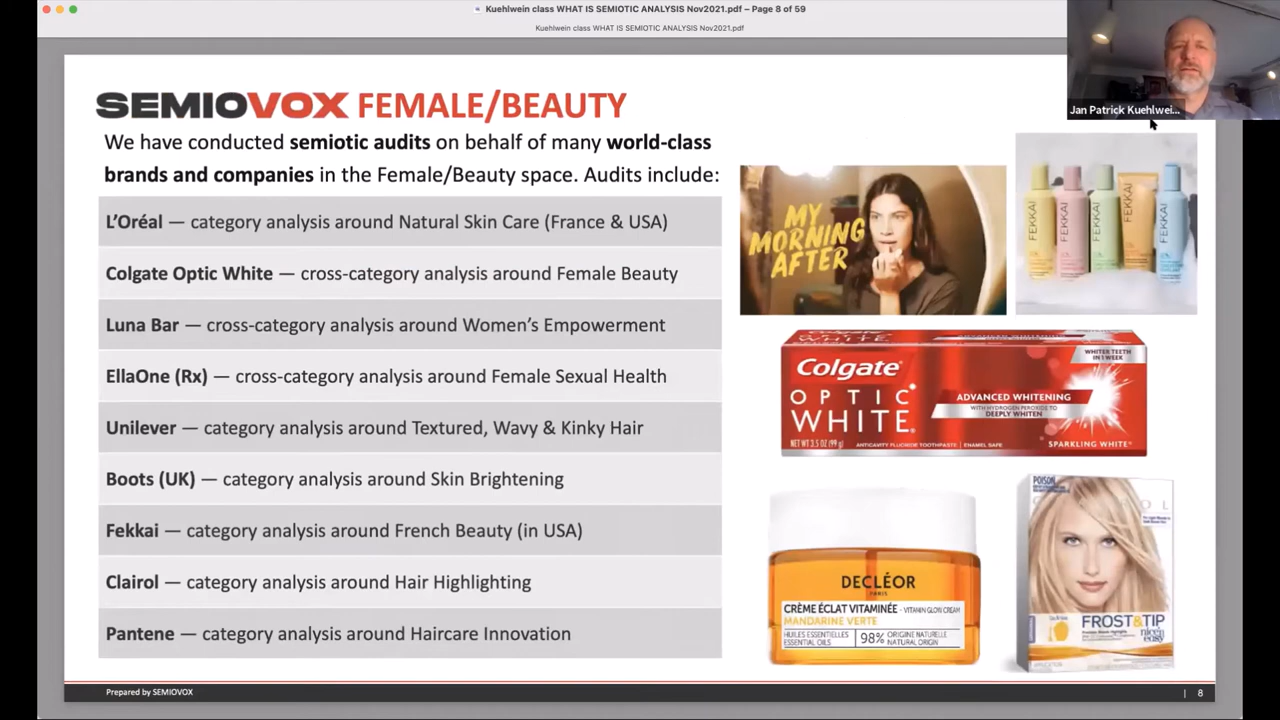 Kuehlwein class WHAT IS SEMIOTIC ANALYSIS Nov2021.pdf – Page 8 of 59
Kuehlwein class WHAT IS SEMIOTIC ANALYSIS Nov2021.pdf
Jan Patrick Kuehlwei...
SEMIOVOX FEMALE/BEAUTY
We have conducted semiotic audits on behalf of many world-class
brands and companies in the Female/Beauty space. Audits include:
L'Oréal — category analysis around Natural Skin Care (France & USA)
Colgate Optic White — cross-category analysis around Female Beauty
Luna Bar — cross-category analysis around Women's Empowerment
EllaOne (Rx) — cross-category analysis around Female Sexual Health
Unilever — category analysis around Textured, Wavy & Kinky Hair
Boots (UK) — category analysis around Skin Brightening
Fekkai — category analysis around French Beauty (in USA)
Clairol — category analysis around Hair Highlighting
Pantene — category analysis around Haircare Innovation
MY
MORNING
AFTER
FEKKAI
FEKKAI
FEKKAI
FEKKAI
FEKKAI
WHITE
Colgate
OPTIC
WHITE
WHITER TEETH
IN 1 WEEK
ADVANCED WHITENING
WITH HYDROGEN PEROXIDE TO
DEEPLY WHITEN
NET WT 3.5 OZ (99 g)
ANTICAVITY FLUORIDE TOOTHPASTE | ENAMEL SAFE
SPARKLING WHITE
DECLÉOR
PARIS
CRÈME ÉCLAT VITAMINÉE - VITAMIN GLOW CREAM
MANDARINE VERTE
HUILES ESSENTIELLES
ESSENTIAL OILS
98% ORIGINE NATURELLE
NATURAL ORIGIN
POISON
FROST&TIP
nice'n
easy
Prepared by SEMIOVOX
| 8